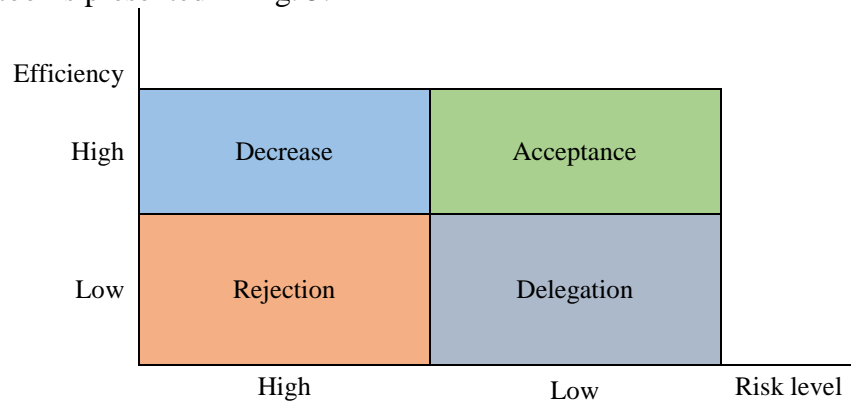 Efficiency
High
Decrease
Acceptance
Low
Rejection
Delegation
High
Low
Risk level